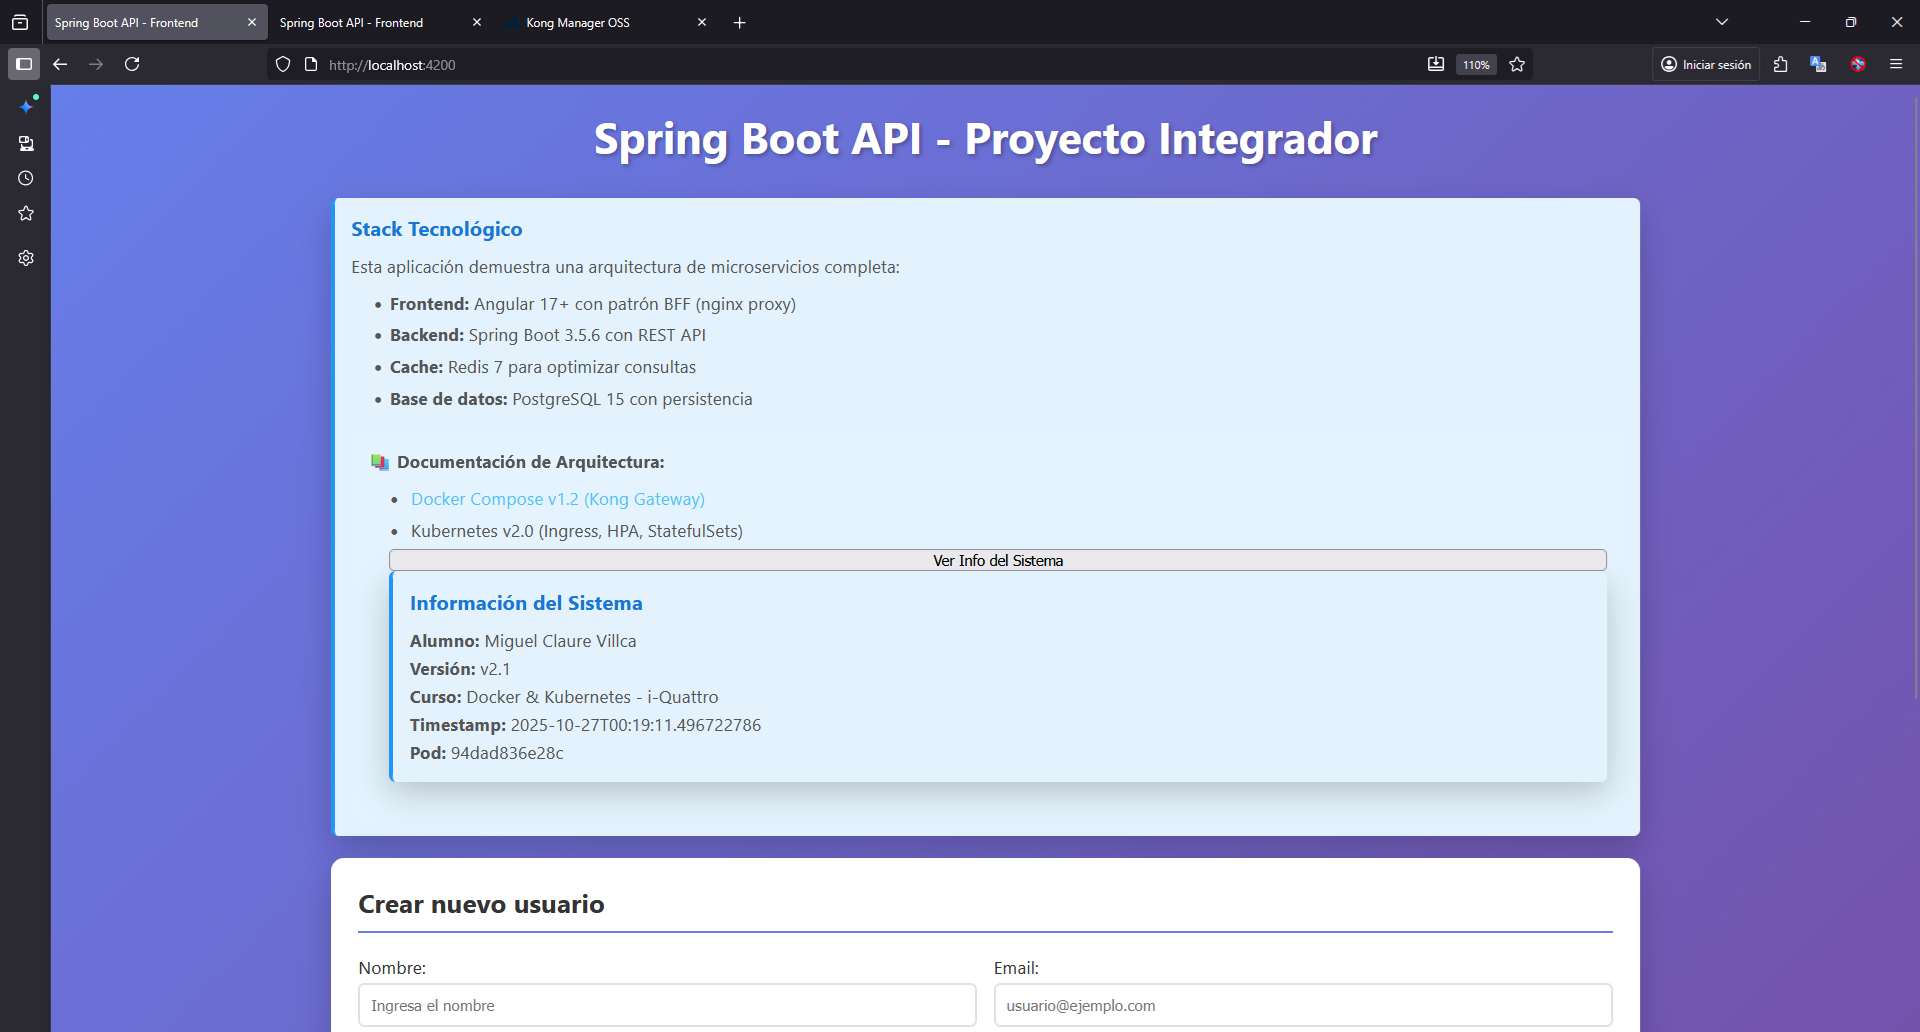 Spring Boot API - Frontend
Spring Boot API - Frontend
Kong Manager OSS
http://localhost:4200
110%
Iniciar sesión
Spring Boot API - Proyecto Integrador
Stack Tecnológico
Esta aplicación demuestra una arquitectura de microservicios completa:
• Frontend: Angular 17+ con patrón BFF (nginx proxy)
• Backend: Spring Boot 3.5.6 con REST API
• Cache: Redis 7 para optimizar consultas
• Base de datos: PostgreSQL 15 con persistencia
Documentación de Arquitectura:
• Docker Compose v1.2 (Kong Gateway)
• Kubernetes v2.0 (Ingress, HPA, StatefulSets)
Ver Info del Sistema
Información del Sistema
Alumno: Miguel Claure Villca
Versión: v2.1
Curso: Docker & Kubernetes - i-Quattro
Timestamp: 2025-10-27T00:19:11.496722786
Pod: 94dad836e28c
Crear nuevo usuario
Nombre:
Email:
Ingresa el nombre
usuario@ejemplo.com